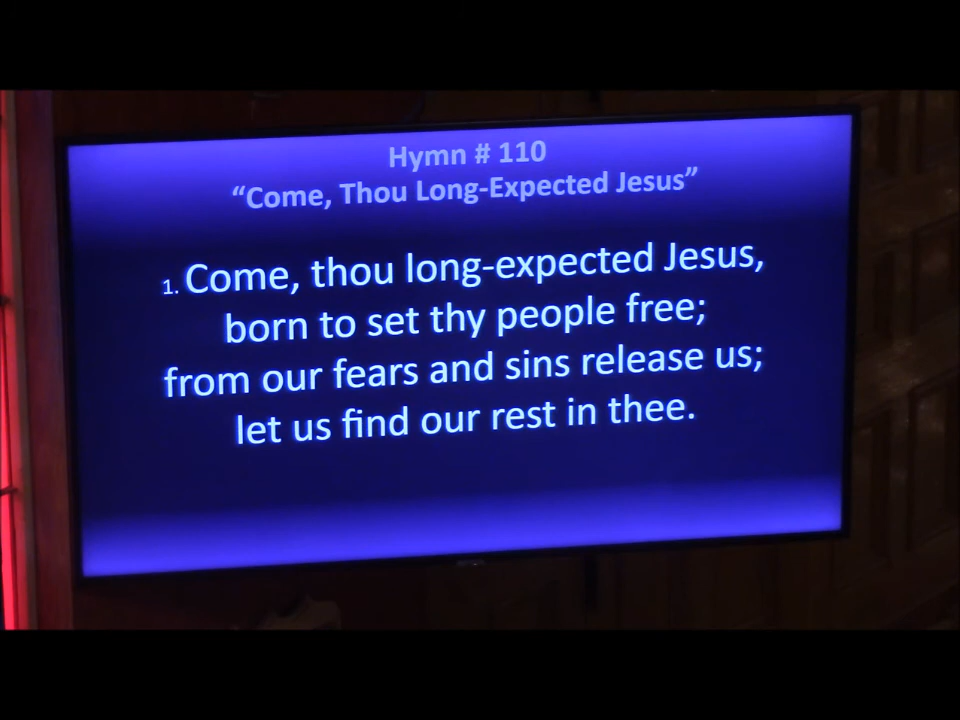 Hymn # 110
“Come, Thou Long-Expected Jesus”
1. Come, thou long-expected Jesus,
born to set thy people free;
from our fears and sins release us;
let us find our rest in thee.